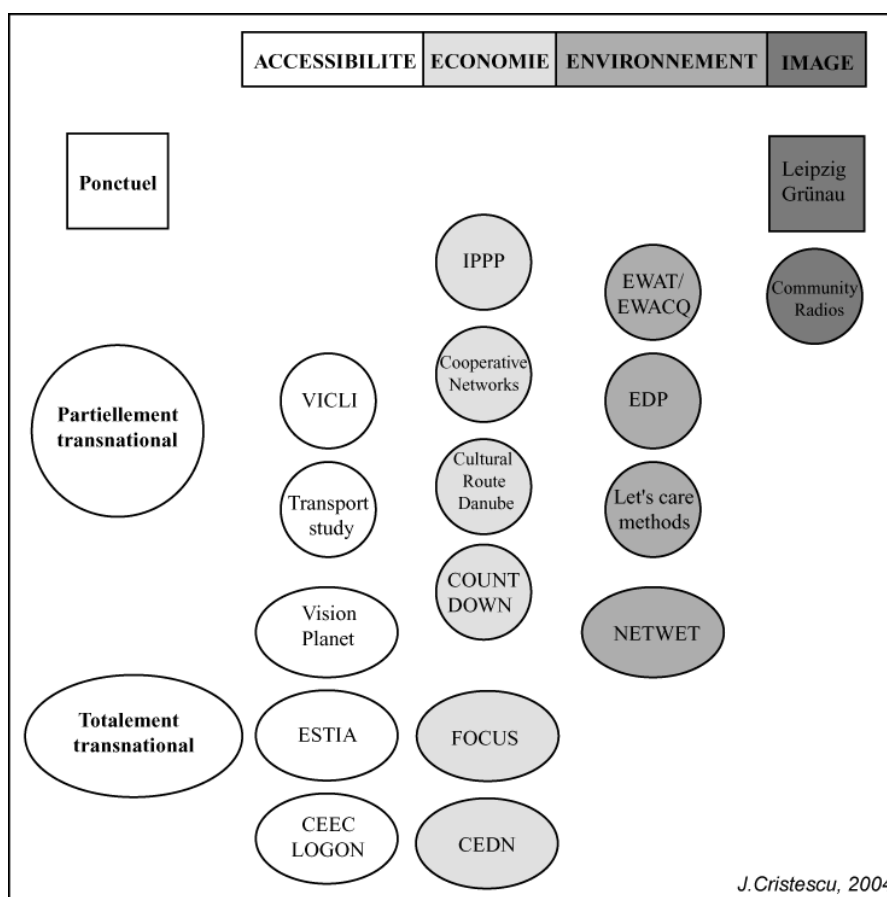 ACCESSIBILITE
ECONOMIE
ENVIRONNEMENT
IMAGE
Ponctuel
Leipzig
Grünau
IPPP
EWAT/
EWACQ
Community
Radios
Partiellement
transnational
VICLI
Cooperative
Networks
EDP
Transport
study
Cultural
Route
Danube
Let's care
methods
COUNT
DOWN
Vision
Planet
NETWET
Totalement
transnational
ESTIA
FOCUS
CEEC
LOGON
CEDN
J.Cristescu, 2004